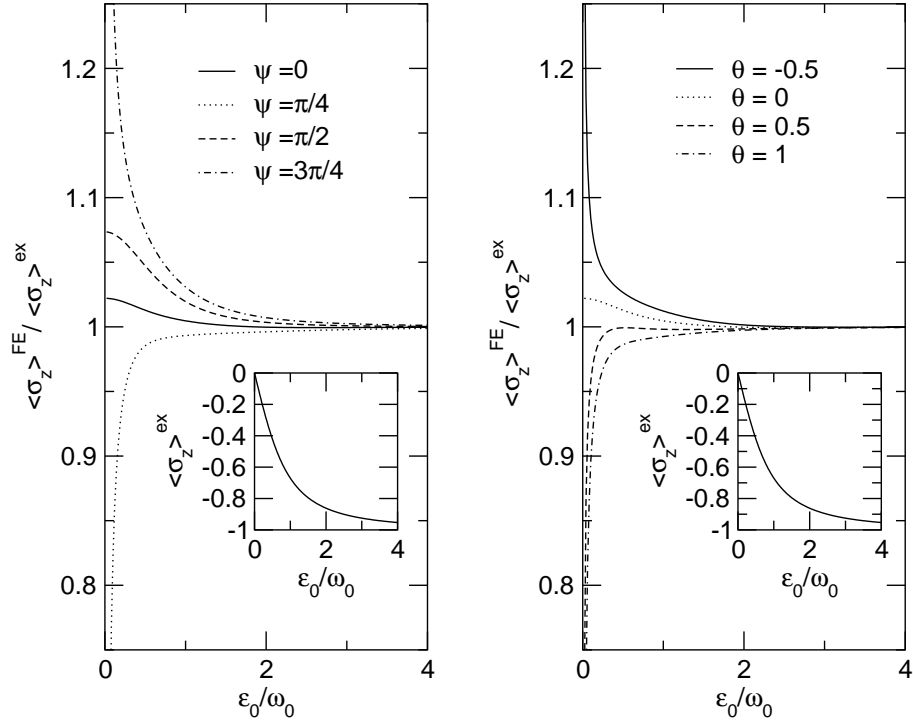 <σz>FE / <σz>ex
1.2
1.1
1
0.9
0.8
ψ =0
ψ =π/4
ψ =π/2
ψ =3π/4
<σz>ex
0
-0.2
-0.4
-0.6
-0.8
-1
0 2 4
ε0/ω0
0 2 4
ε0/ω0
<σz>FE / <σz>ex
1.2
1.1
1
0.9
0.8
θ = -0.5
θ = 0
θ = 0.5
θ = 1
<σz>ex
0
-0.2
-0.4
-0.6
-0.8
-1
0 2 4
ε0/ω0
0 2 4
ε0/ω0